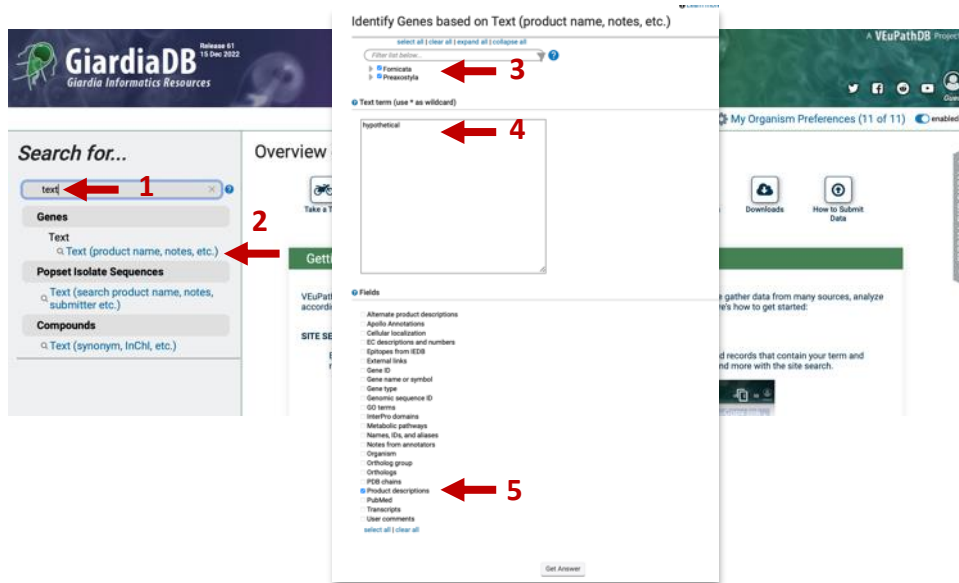 Learn more
Identify Genes based on Text (product name, notes, etc.)
select all | clear all | expand all | collapse all
Filter list below...
Fornicata
Preaxostyla
3
Text term (use * as wildcard)
hypothetical
4
Fields
Alternate product descriptions
Apollo Annotations
Cellular localization
EC descriptions and numbers
Epitopes from IEDB
External links
Gene ID
Gene name or symbol
Gene type
Genomic sequence ID
GO terms
InterPro domains
Metabolic pathways
Names, IDs, and aliases
Notes from annotators
Organism
Ortholog group
Orthologs
PDB chains
Product descriptions
5
PubMed
Transcripts
User comments
select all | clear all
Get Answer
GiardiaDB
Release 61
15 Dec 2022
Giardia Informatics Resources
A VEuPathDB Project
Guest
My Organism Preferences (11 of 11) enabled
Search for...
text
1
Genes
Text
Text (product name, notes, etc.)
2
Popset Isolate Sequences
Text (search product name, notes,
submitter etc.)
Compounds
Text (synonym, InChI, etc.)
Overview
Take a T
Downloads
How to Submit
Data
Getti
VEuPat
accordi
SITE SE
gather data from many sources, analyze
re's how to get started:
d records that contain your term and
nd more with the site search.